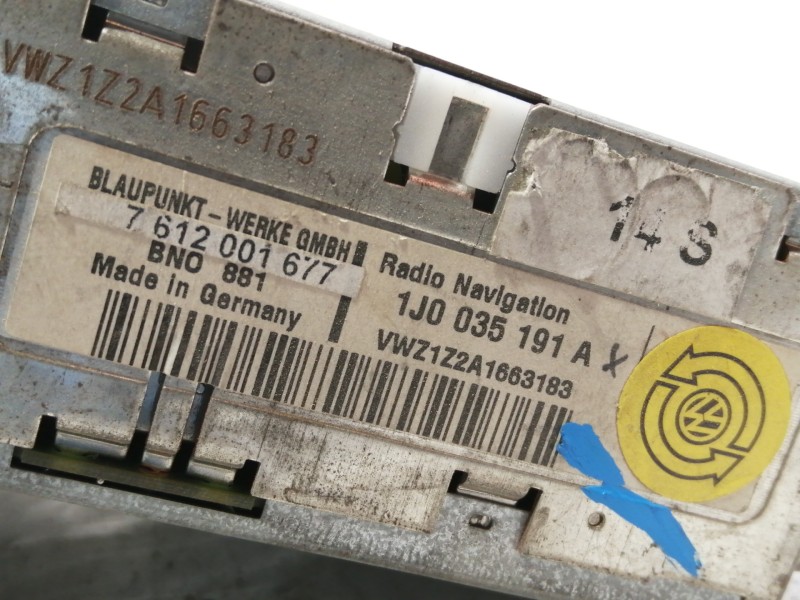 VWZ1Z2A1663183
14 S
BLAUPUNKT - WERKE GMBH
7 612 001 677
BNO 881
Made in Germany
Radio Navigation
1J0 035 191 A X
VWZ1Z2A1663183